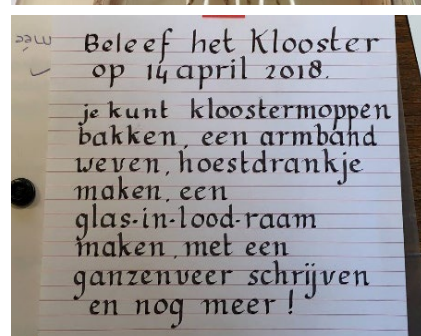 Beleef het Klooster
op 14 april 2018.
je kunt kloostermoppen
bakken, een armband
weven, hoestdrankje
maken, een
glas-in-lood-raam
maken, met een
ganzenveer schrijven
en nog meer!